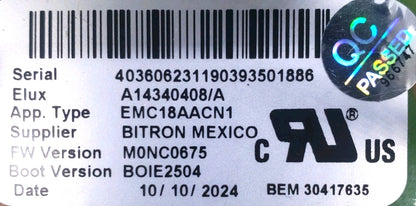 Serial 403606231190393501886
Elux A14340408/A
App. Type EMC18AACN1
Supplier BITRON MEXICO
FW Version M0NC0675
Boot Version BOIE2504
Date 10/10/2024 BEM 30417635
C RU ® US
QC
PASSED